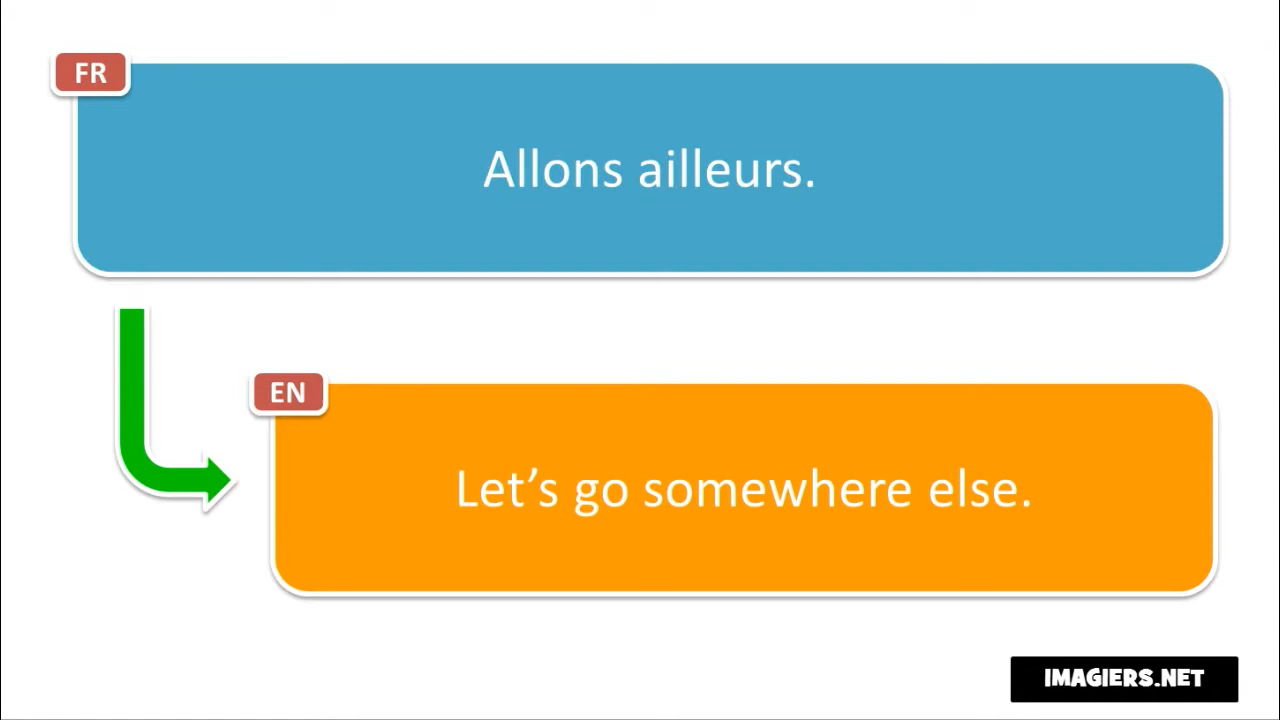 FR
Allons ailleurs.
EN
Let’s go somewhere else.
IMAGIERS.NET